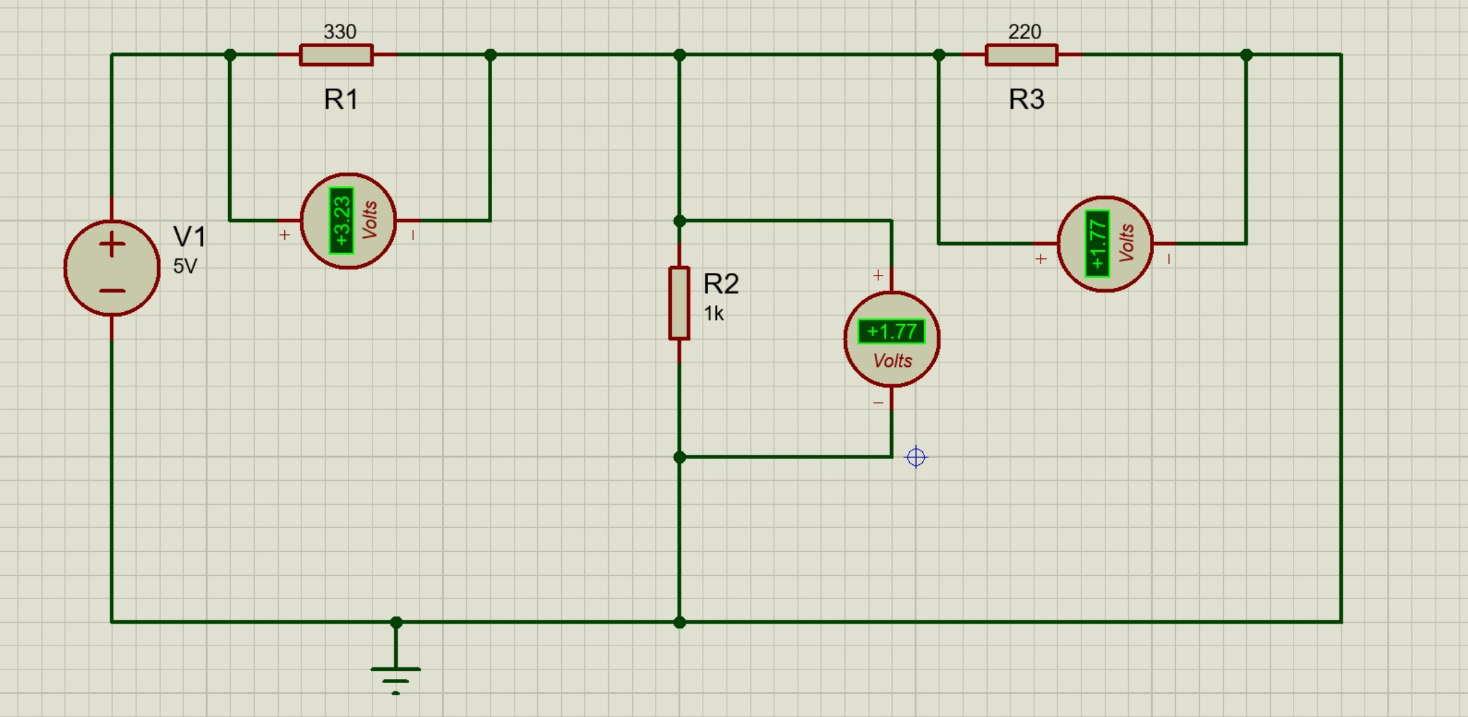 330
R1
220
R3
+3.23
Volts
+
V1
5V
+1.77
Volts
+
R2
1k
+
+1.77
Volts